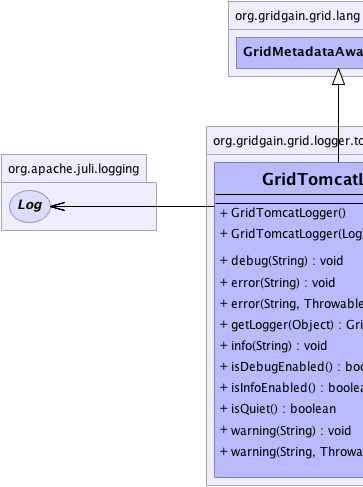 org.gridgain.grid.lang
GridMetadataAwa
org.gridgain.grid.logger.to
org.apache.juli.logging
GridTomcatL
Log
+ GridTomcatLogger()
+ GridTomcatLogger(Log)
+ debug(String) : void
+ error(String) : void
+ error(String, Throwable
+ getLogger(Object) : Gri
+ info(String) : void
+ isDebugEnabled() : boo
+ isInfoEnabled() : boolean
+ isQuiet() : boolean
+ warning(String) : void
+ warning(String, Throwa